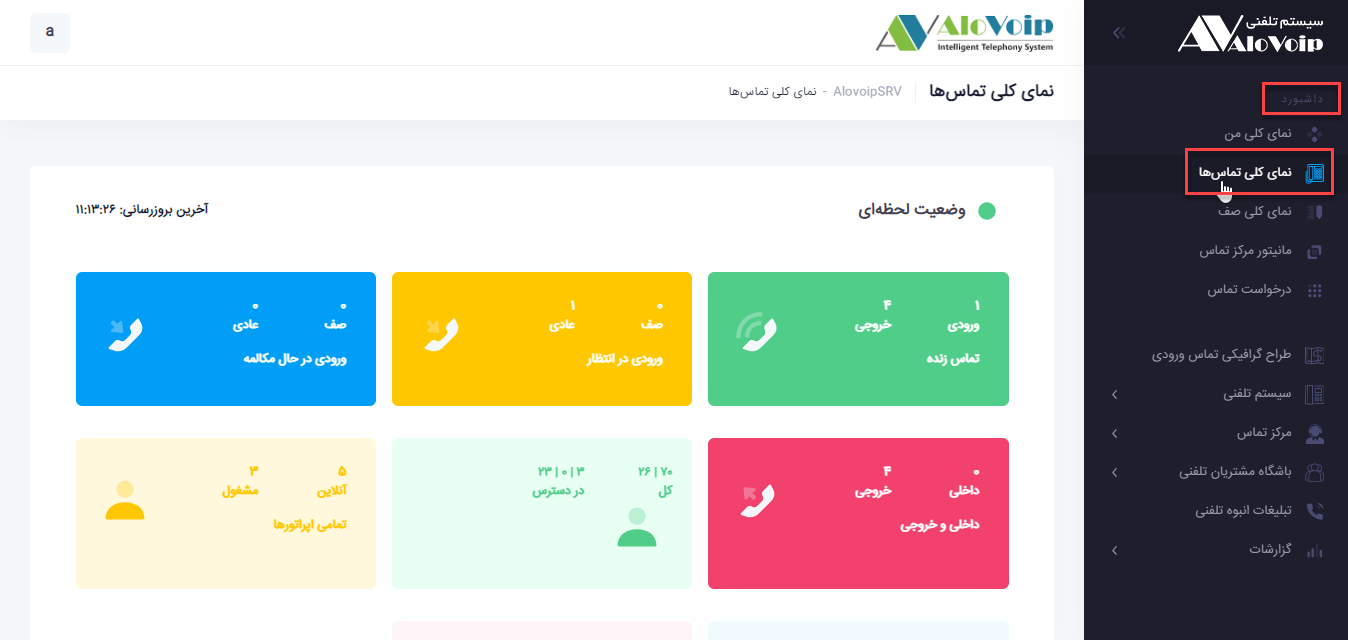 سیستم تلفنی
AloVoip
داشبورد
نمای کلی من
نمای کلی تماس‌ها
نمای کلی صف
مانیتور مرکز تماس
درخواست تماس
طراح گرافیکی تماس ورودی
سیستم تلفنی
مرکز تماس
باشگاه مشتریان تلفنی
تبلیغات انبوه تلفنی
گزارشات
AloVoip
Intelligent Telephony System
a
نمای کلی تماس‌ها
AlovoipSRV - نمای کلی تماس‌ها
وضعیت لحظه‌ای
آخرین بروزرسانی: ۱۱:۱۳:۲۶
۱ ۴
ورودی خروجی
تماس زنده
۰ ۱
صف عادی
ورودی در انتظار
۰ ۰
صف عادی
ورودی در حال مکالمه
۰ ۴
داخلی خروجی
داخلی و خروجی
۷۰ | ۲۶ ۳ | ۰ | ۲۳
کل در دسترس
۵ ۳
آنلاین مشغول
تمامی اپراتورها